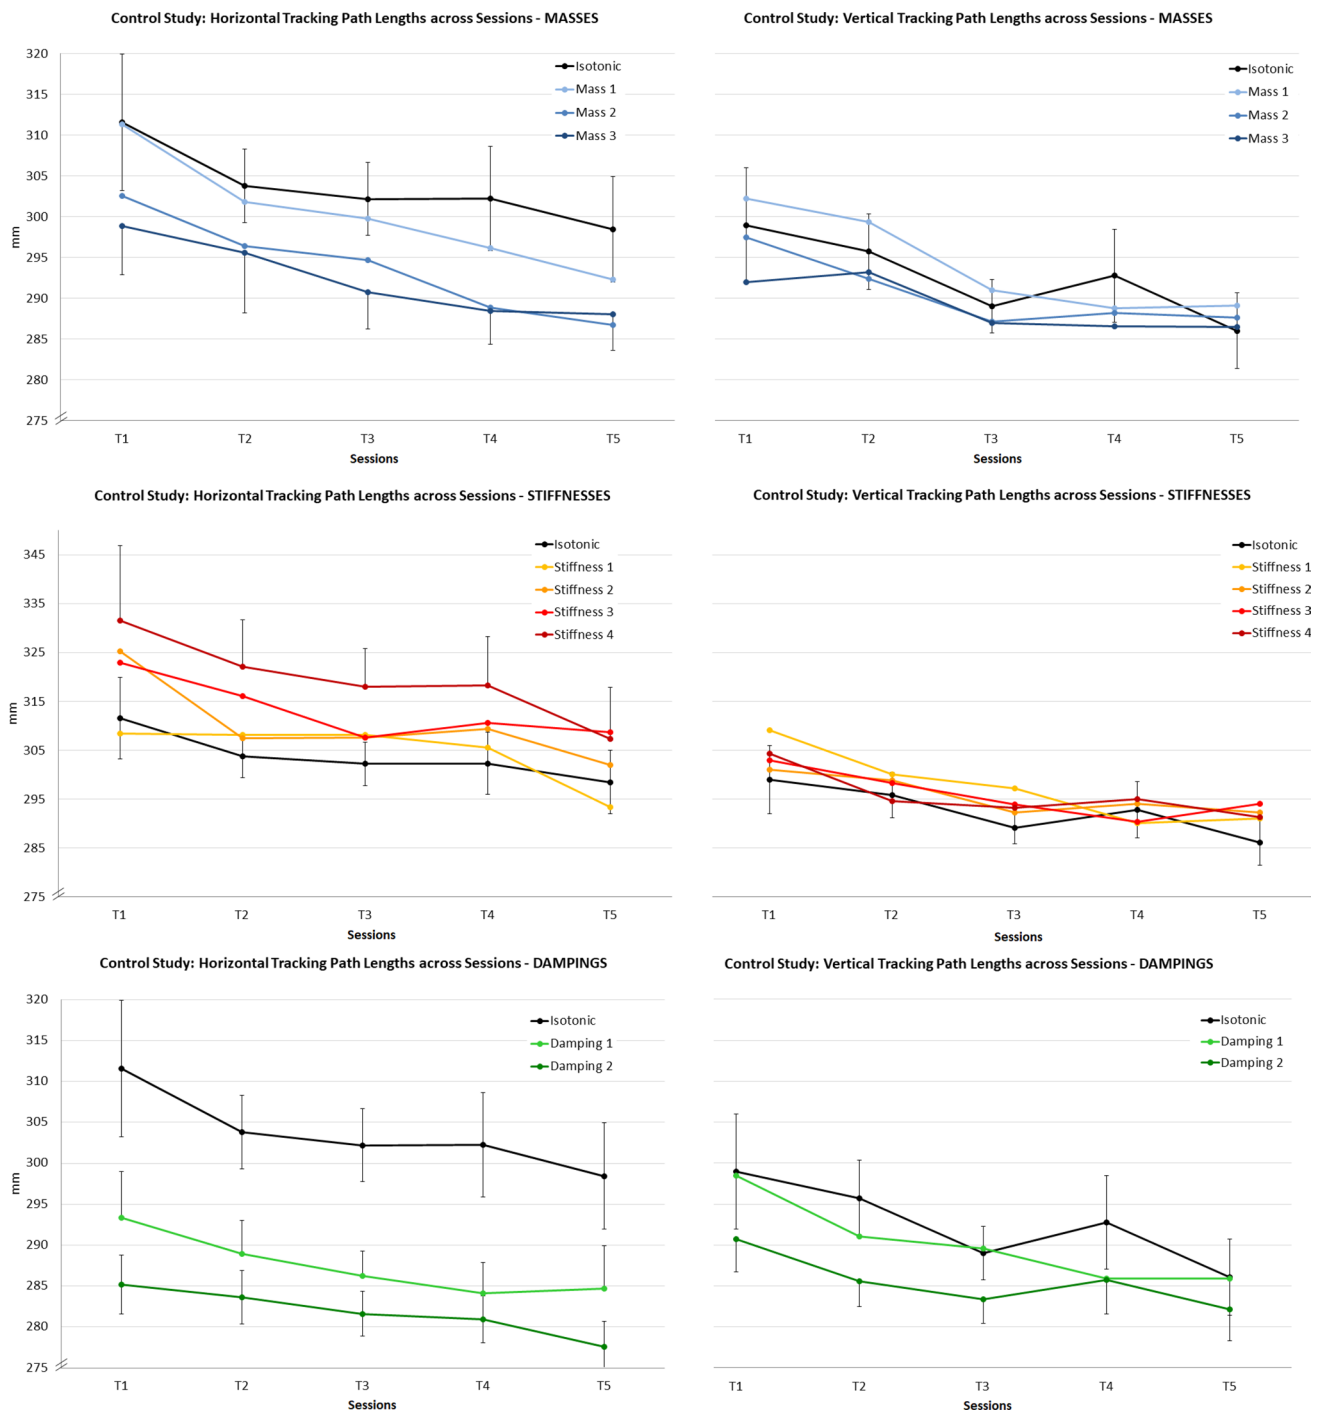 Control Study: Horizontal Tracking Path Lengths across Sessions - MASSES
320
315
310
305
300
295
290
285
280
275
mm
Isotonic
Mass 1
Mass 2
Mass 3
T1 T2 T3 T4 T5
Sessions
Control Study: Vertical Tracking Path Lengths across Sessions - MASSES
Isotonic
Mass 1
Mass 2
Mass 3
T1 T2 T3 T4 T5
Sessions
Control Study: Horizontal Tracking Path Lengths across Sessions - STIFFNESSES
345
335
325
315
305
295
285
275
mm
Isotonic
Stiffness 1
Stiffness 2
Stiffness 3
Stiffness 4
T1 T2 T3 T4 T5
Sessions
Control Study: Vertical Tracking Path Lengths across Sessions - STIFFNESSES
Isotonic
Stiffness 1
Stiffness 2
Stiffness 3
Stiffness 4
T1 T2 T3 T4 T5
Sessions
Control Study: Horizontal Tracking Path Lengths across Sessions - DAMPINGS
320
315
310
305
300
295
290
285
280
275
mm
Isotonic
Damping 1
Damping 2
T1 T2 T3 T4 T5
Sessions
Control Study: Vertical Tracking Path Lengths across Sessions - DAMPINGS
Isotonic
Damping 1
Damping 2
T1 T2 T3 T4 T5
Sessions